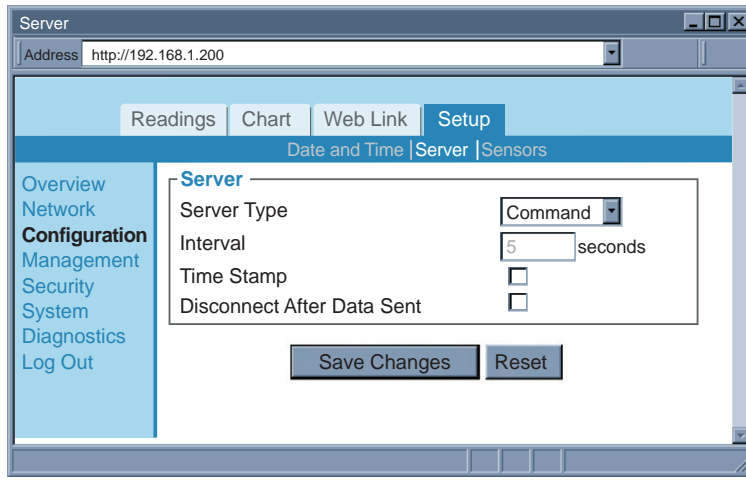 Server
Address http://192.168.1.200
Readings Chart Web Link Setup
Date and Time | Server | Sensors
Overview
Network
Configuration
Management
Security
System
Diagnostics
Log Out
Server
Server Type Command
Interval 5 seconds
Time Stamp
Disconnect After Data Sent
Save Changes Reset